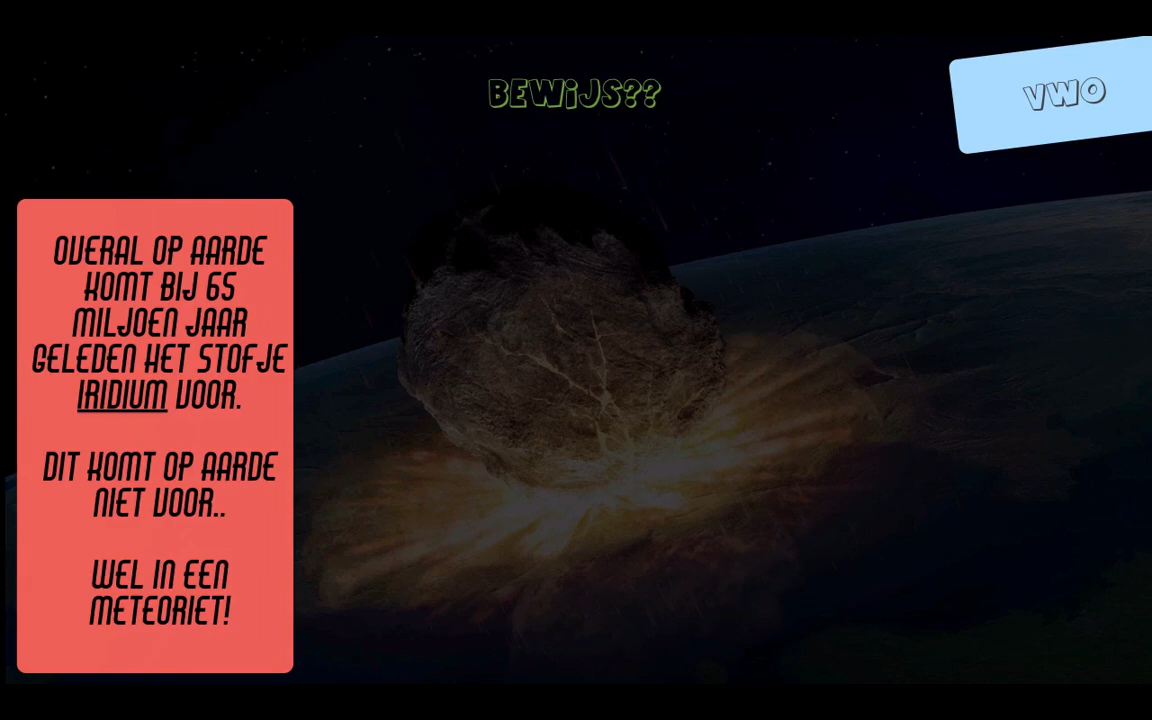 BEWIJS??
VWO
OVERAL OP AARDE
KOMT BIJ 65
MILJOEN JAAR
GELEDEN HET STOFJE
IRIDIUM VOOR.
DIT KOMT OP AARDE
NIET VOOR..
WEL IN EEN
METEORIET!